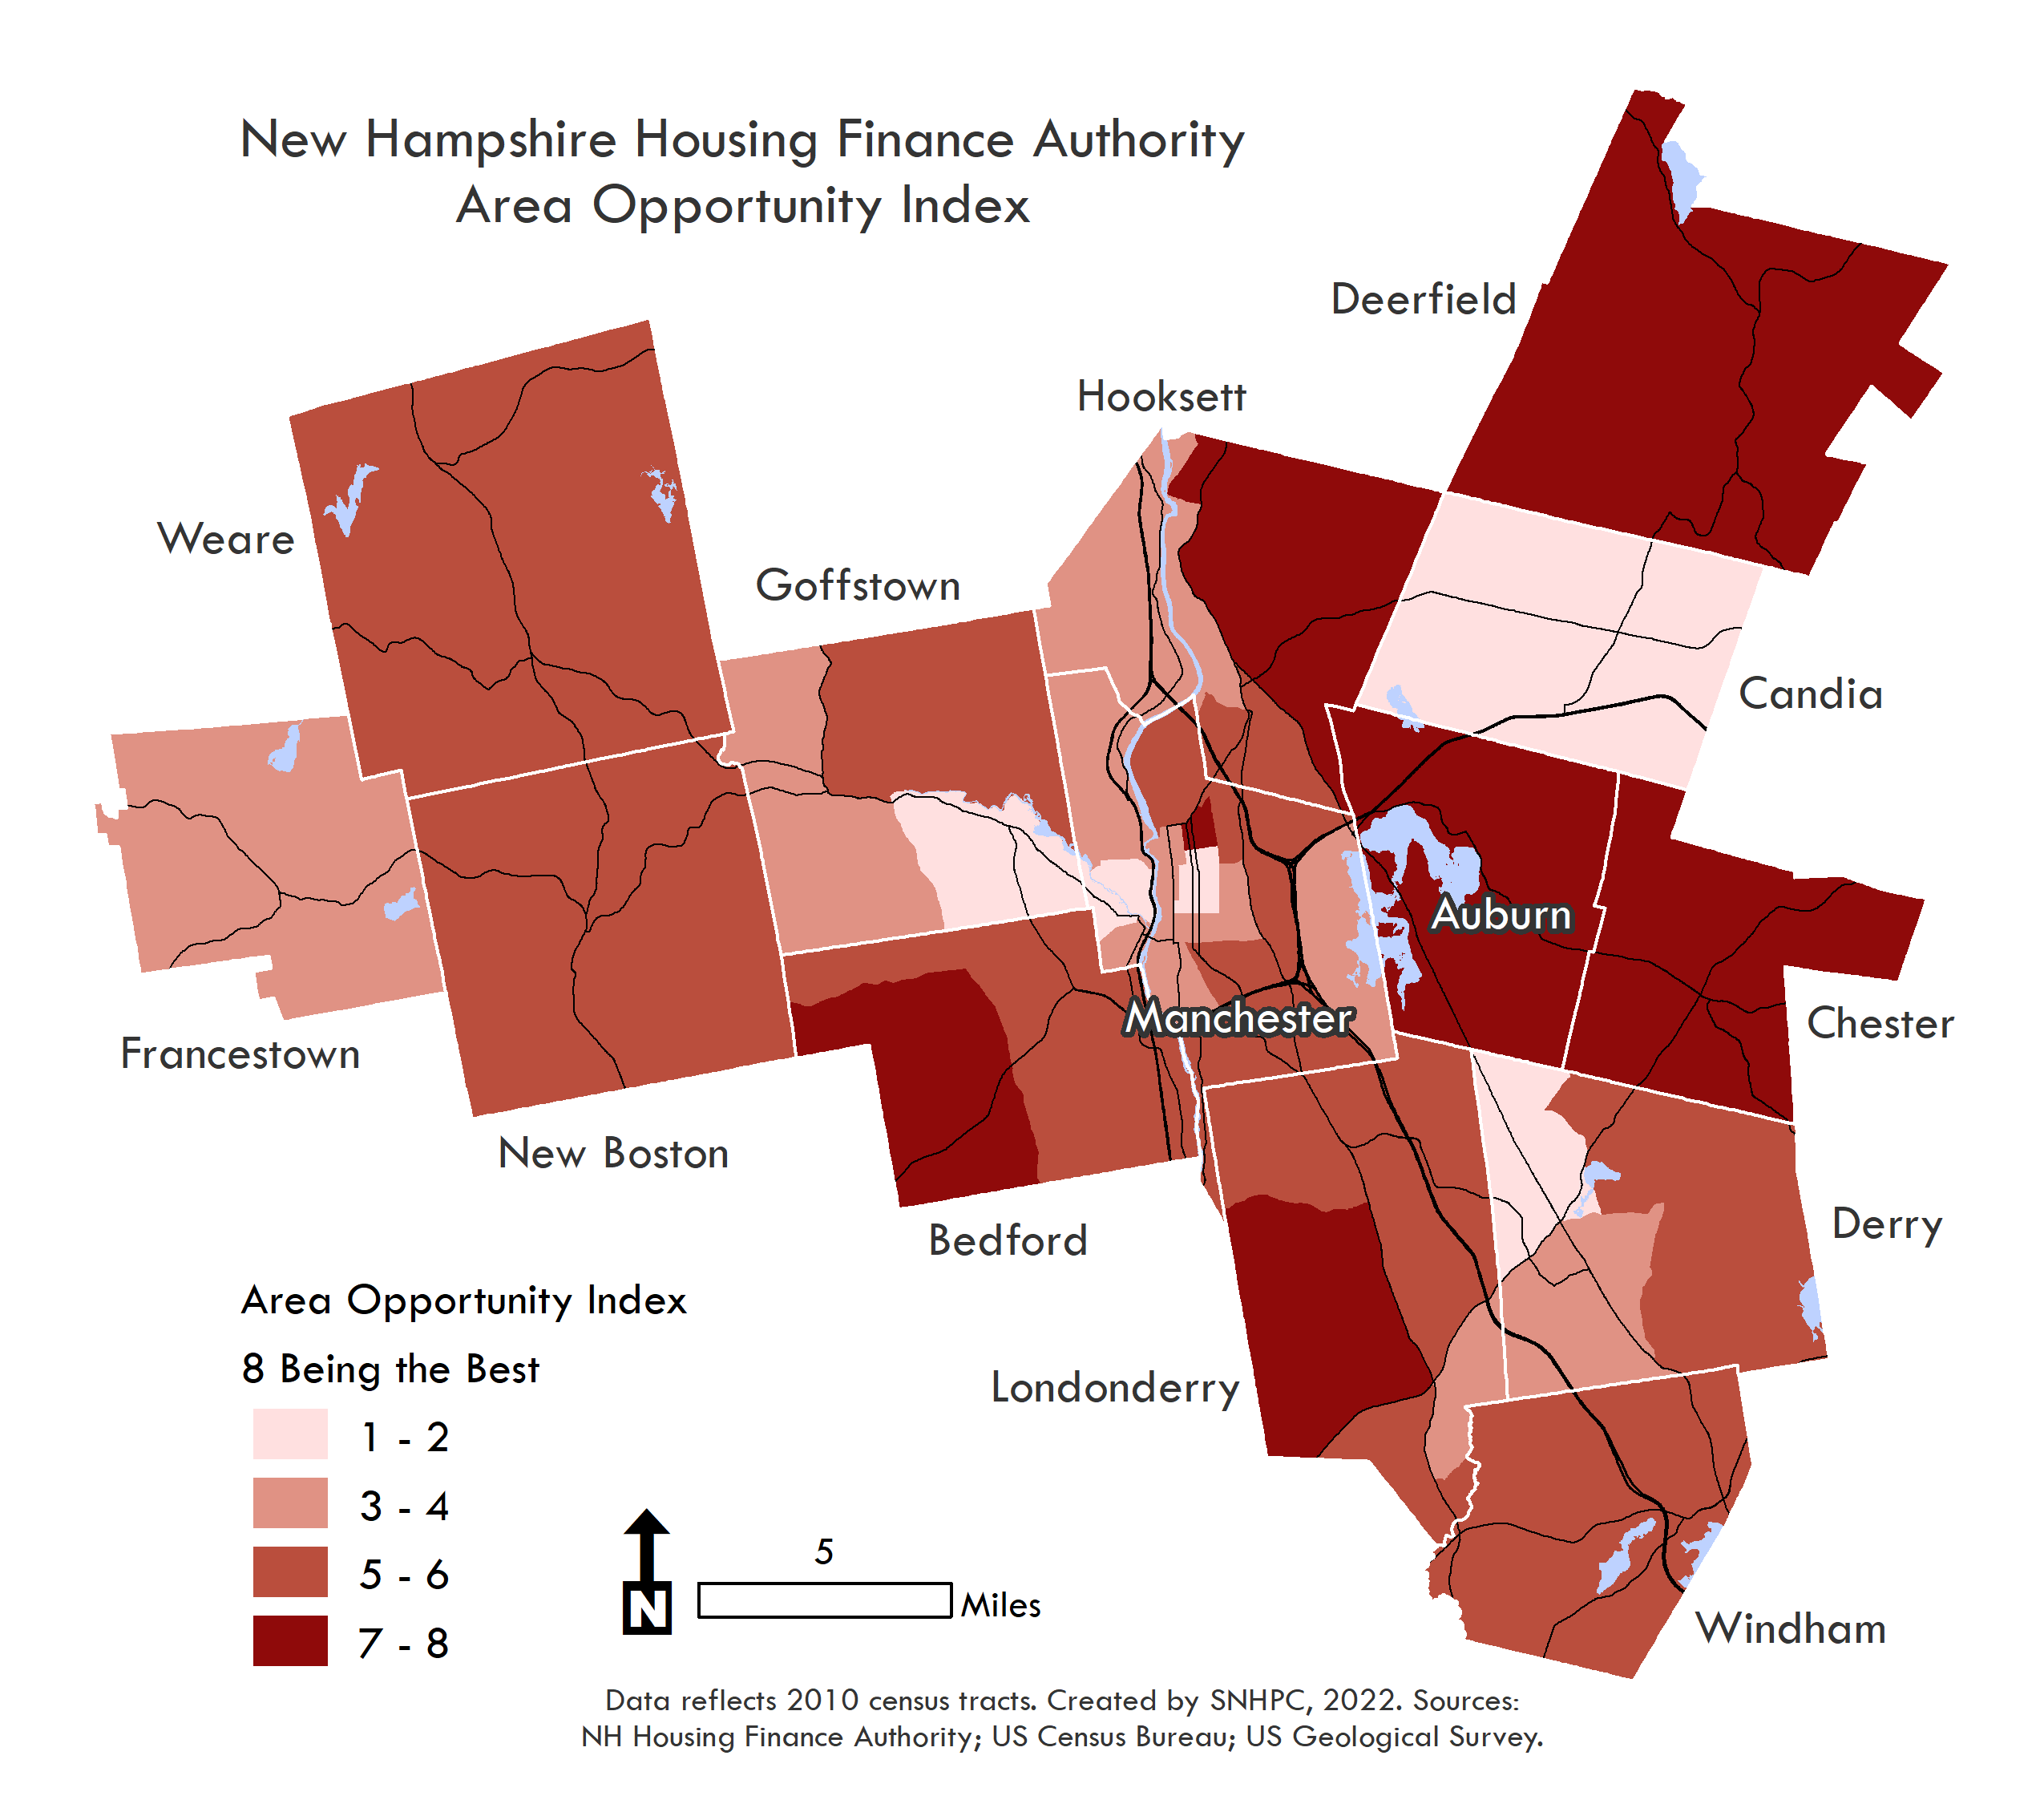 New Hampshire Housing Finance Authority
Area Opportunity Index
Deerfield
Hooksett
Weare
Goffstown
Candia
Auburn
Manchester
Chester
Francestown
New Boston
Bedford
Derry
Londonderry
Windham
Area Opportunity Index
8 Being the Best
1 - 2
3 - 4
5 - 6
7 - 8
N
5
Miles
Data reflects 2010 census tracts. Created by SNHPC, 2022. Sources:
NH Housing Finance Authority; US Census Bureau; US Geological Survey.